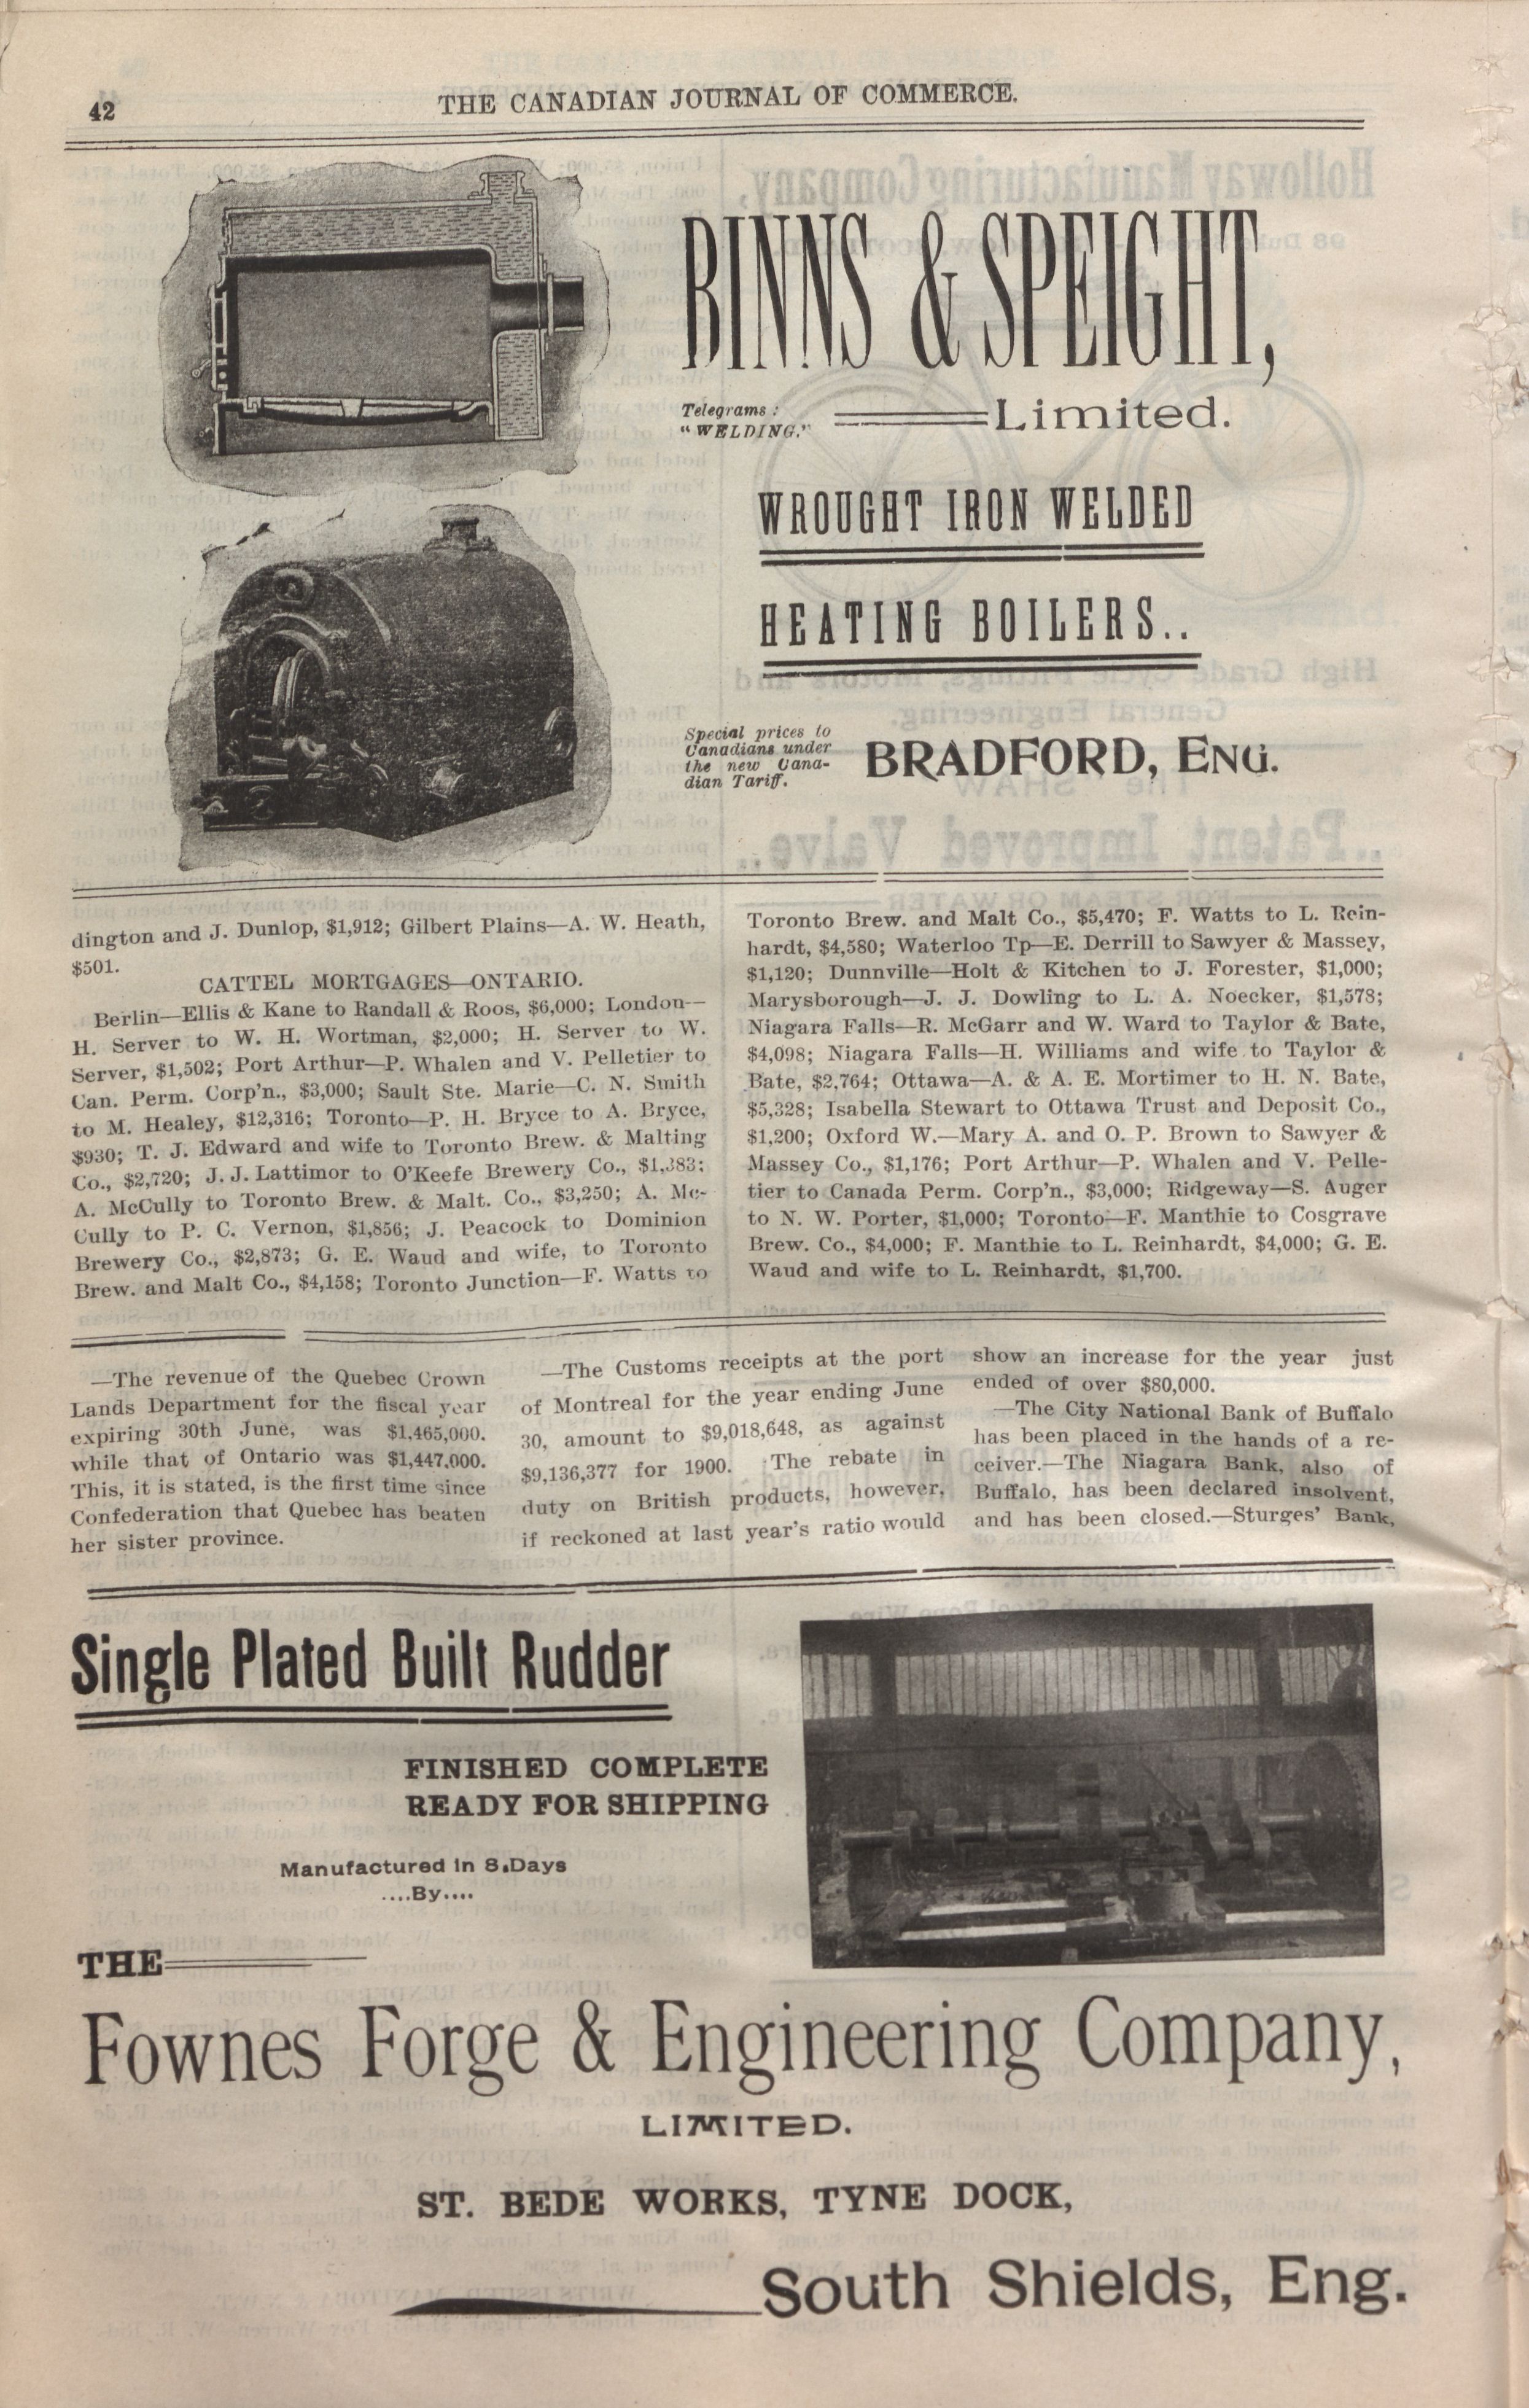 42
THE CANADIAN JOURNAL OF COMMERCE.
BINNS & SPEIGHT,
Telegrams :
"WELDING."
Limited.
WROUGHT IRON WELDED
HEATING BOILERS..
Special prices to
Canadians under
the new Cana-
dian Tariff.
BRADFORD, ENG.
dington and J. Dunlop, $1,912; Gilbert Plains—A. W. Heath,
$501.
CATTEL MORTGAGES—ONTARIO.
Berlin—Ellis & Kane to Randall & Roos, $6,000; London—
H. Server to W. H. Wortman, $2,000; H. Server to W.
Server, $1,502; Port Arthur—P. Whalen and V. Pelletier to
Can. Perm. Corp'n., $3,000; Sault Ste. Marie—C. N. Smith
to M. Healey, $12,316; Toronto—P. H. Bryce to A. Bryce,
$930; T. J. Edward and wife to Toronto Brew. & Malting
Co., $2,720; J. J. Lattimor to O'Keefe Brewery Co., $1,383;
A. McCully to Toronto Brew. & Malt. Co., $3,250; A. Mc-
Cully to P. C. Vernon, $1,856; J. Peacock to Dominion
Brewery Co., $2,873; G. E. Waud and wife, to Toronto
Brew. and Malt Co., $4,158; Toronto Junction—F. Watts to
Toronto Brew. and Malt Co., $5,470; F. Watts to L. Rein-
hardt, $4,580; Waterloo Tp—E. Derrill to Sawyer & Massey,
$1,120; Dunnville—Holt & Kitchen to J. Forester, $1,000;
Marysborough—J. J. Dowling to L. A. Noecker, $1,578;
Niagara Falls—R. McGarr and W. Ward to Taylor & Bate,
$4,098; Niagara Falls—H. Williams and wife to Taylor &
Bate, $2,764; Ottawa—A. & A. E. Mortimer to H. N. Bate,
$5,328; Isabella Stewart to Ottawa Trust and Deposit Co.,
$1,200; Oxford W.—Mary A. and O. P. Brown to Sawyer &
Massey Co., $1,176; Port Arthur—P. Whalen and V. Pelle-
tier to Canada Perm. Corp'n., $3,000; Ridgeway—S. Auger
to N. W. Porter, $1,000; Toronto—F. Manthie to Cosgrave
Brew. Co., $4,000; F. Manthie to L. Reinhardt, $4,000; G. E.
Waud and wife to L. Reinhardt, $1,700.
—The revenue of the Quebec Crown
Lands Department for the fiscal year
expiring 30th June, was $1,465,000.
while that of Ontario was $1,447,000.
This, it is stated, is the first time since
Confederation that Quebec has beaten
her sister province.
—The Customs receipts at the port
of Montreal for the year ending June
30, amount to $9,018,648, as against
$9,136,377 for 1900. The rebate in
duty on British products, however,
if reckoned at last year's ratio would
show an increase for the year just
ended of over $80,000.
—The City National Bank of Buffalo
has been placed in the hands of a re-
ceiver.—The Niagara Bank, also of
Buffalo, has been declared insolvent,
and has been closed.—Sturges' Bank,
Single Plated Built Rudder
FINISHED COMPLETE
READY FOR SHIPPING
Manufactured in 8.Days
....By....
THE
Fownes Forge & Engineering Company,
LIMITED.
ST. BEDE WORKS, TYNE DOCK,
South Shields, Eng.